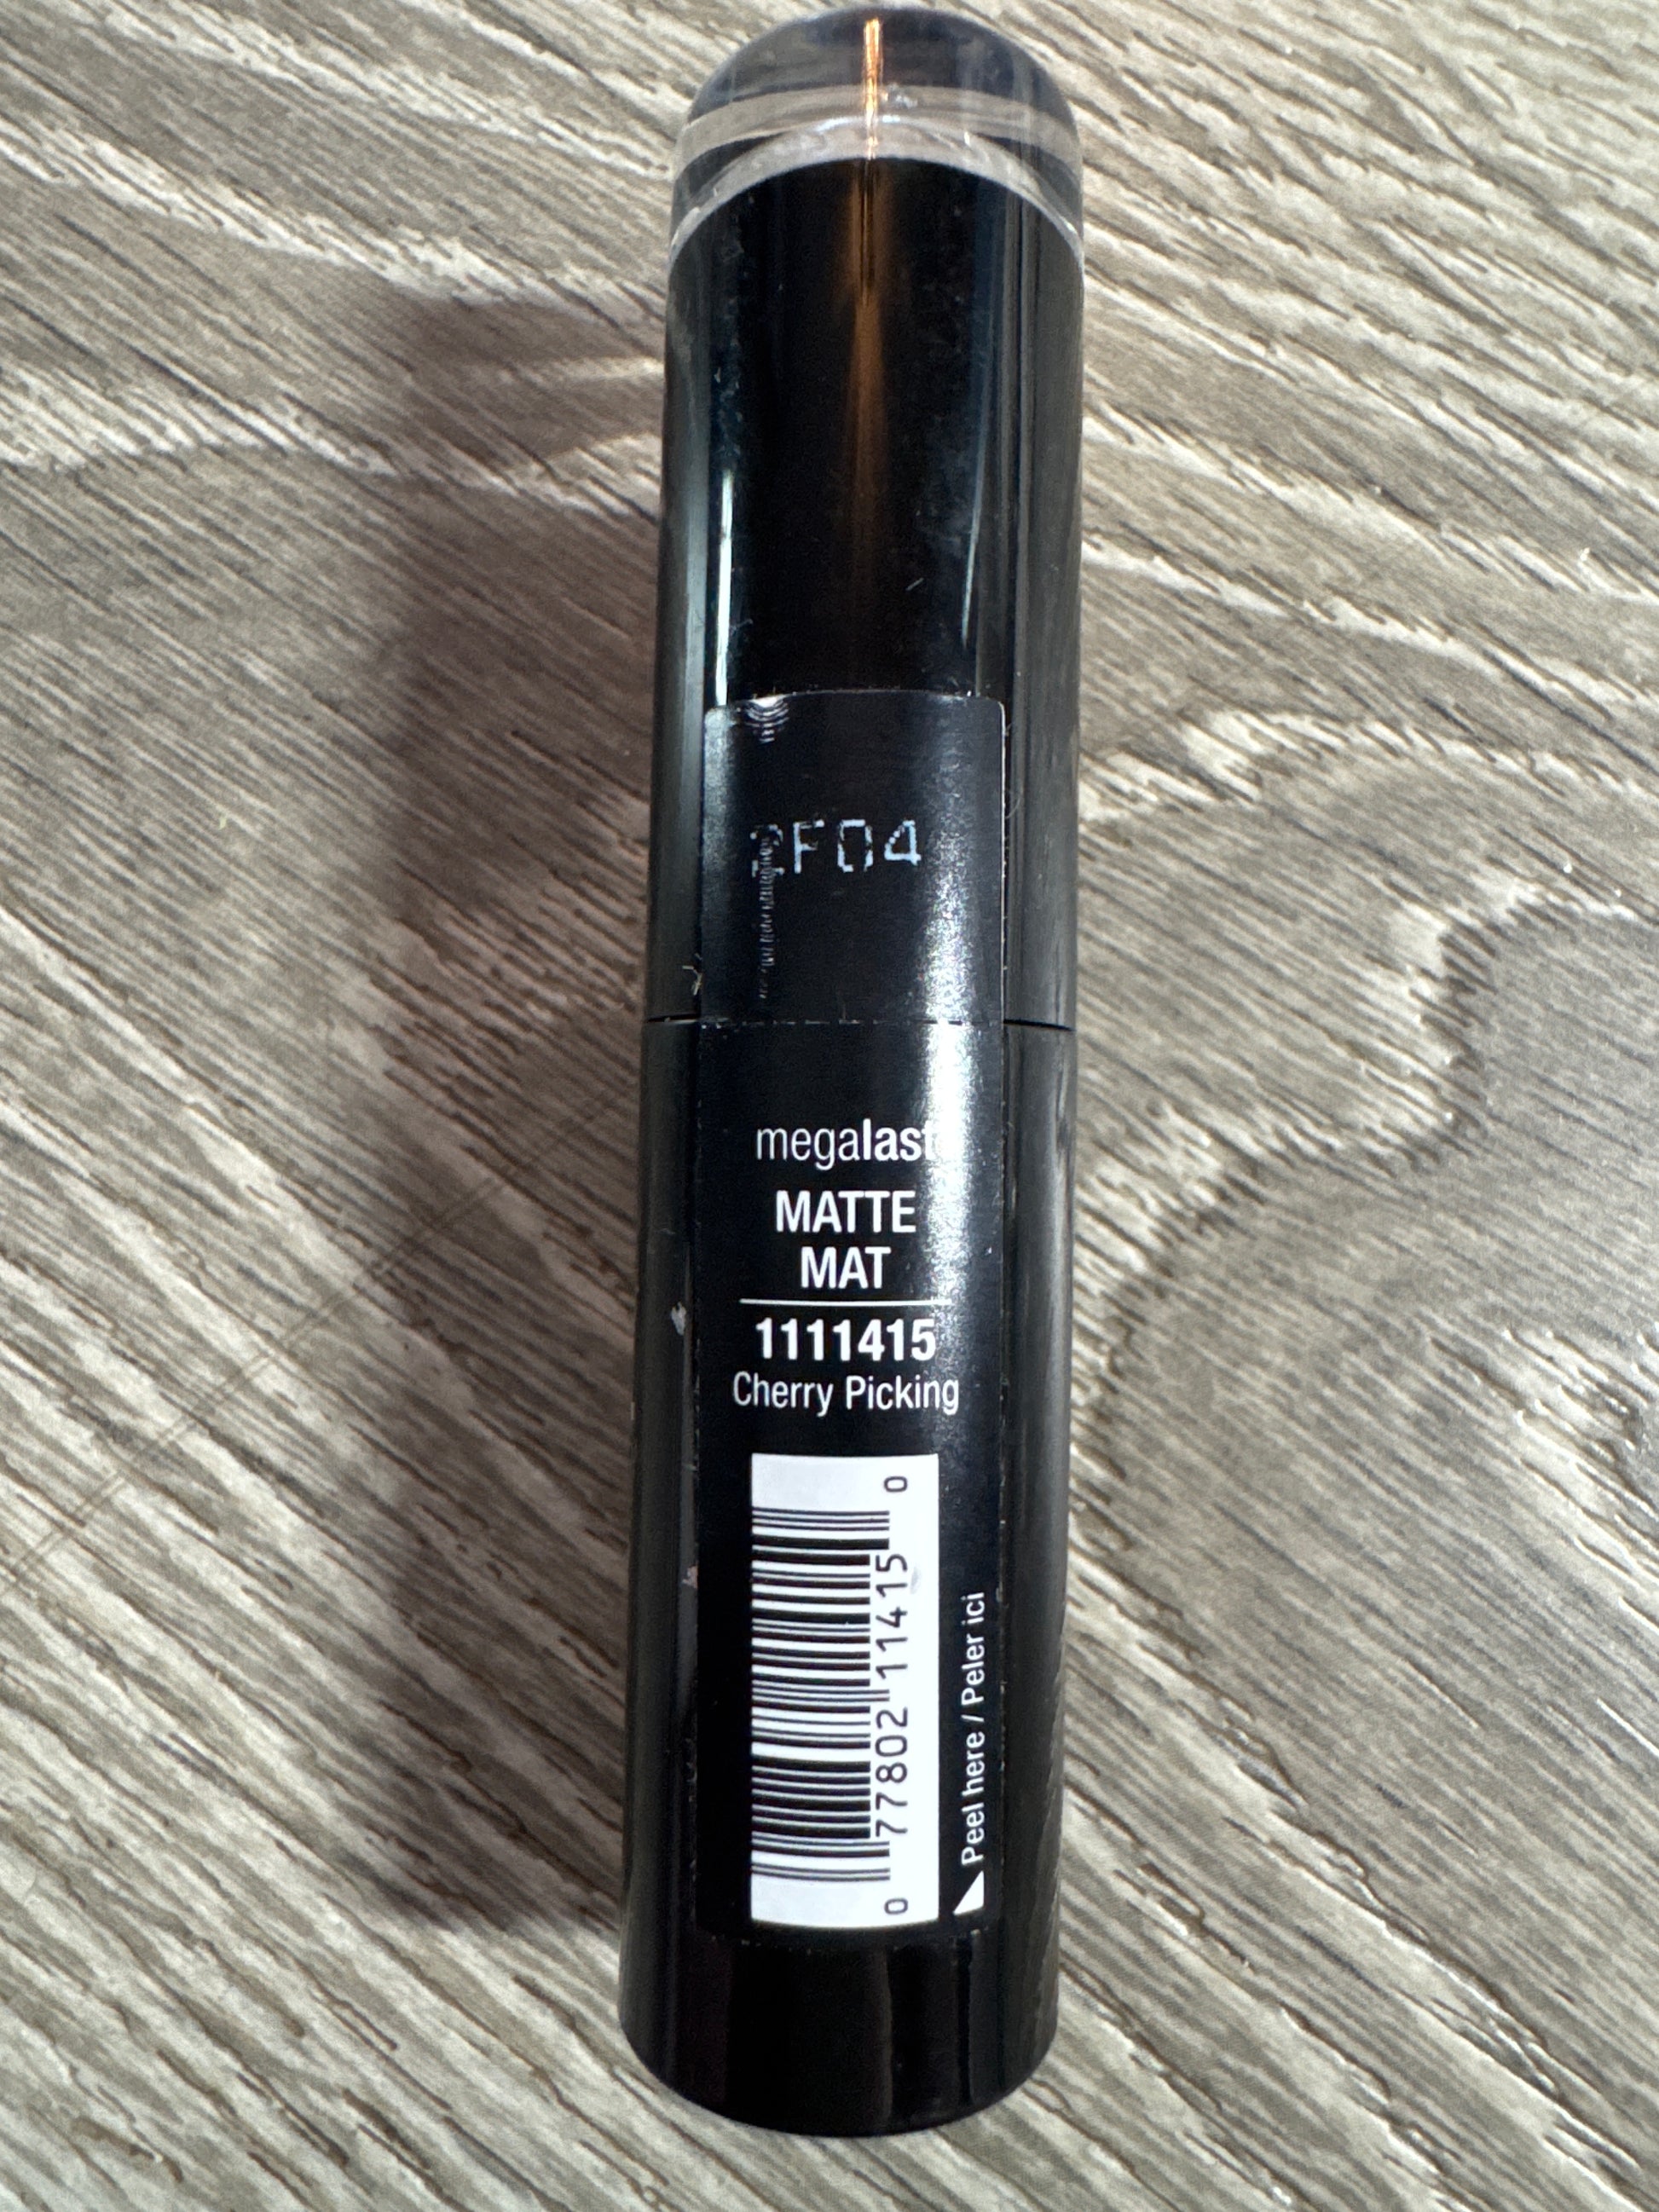 2F04
megalast
MATTE
MAT
1111415
Cherry Picking
0 77802 11415 0
Peel here / Peler ici